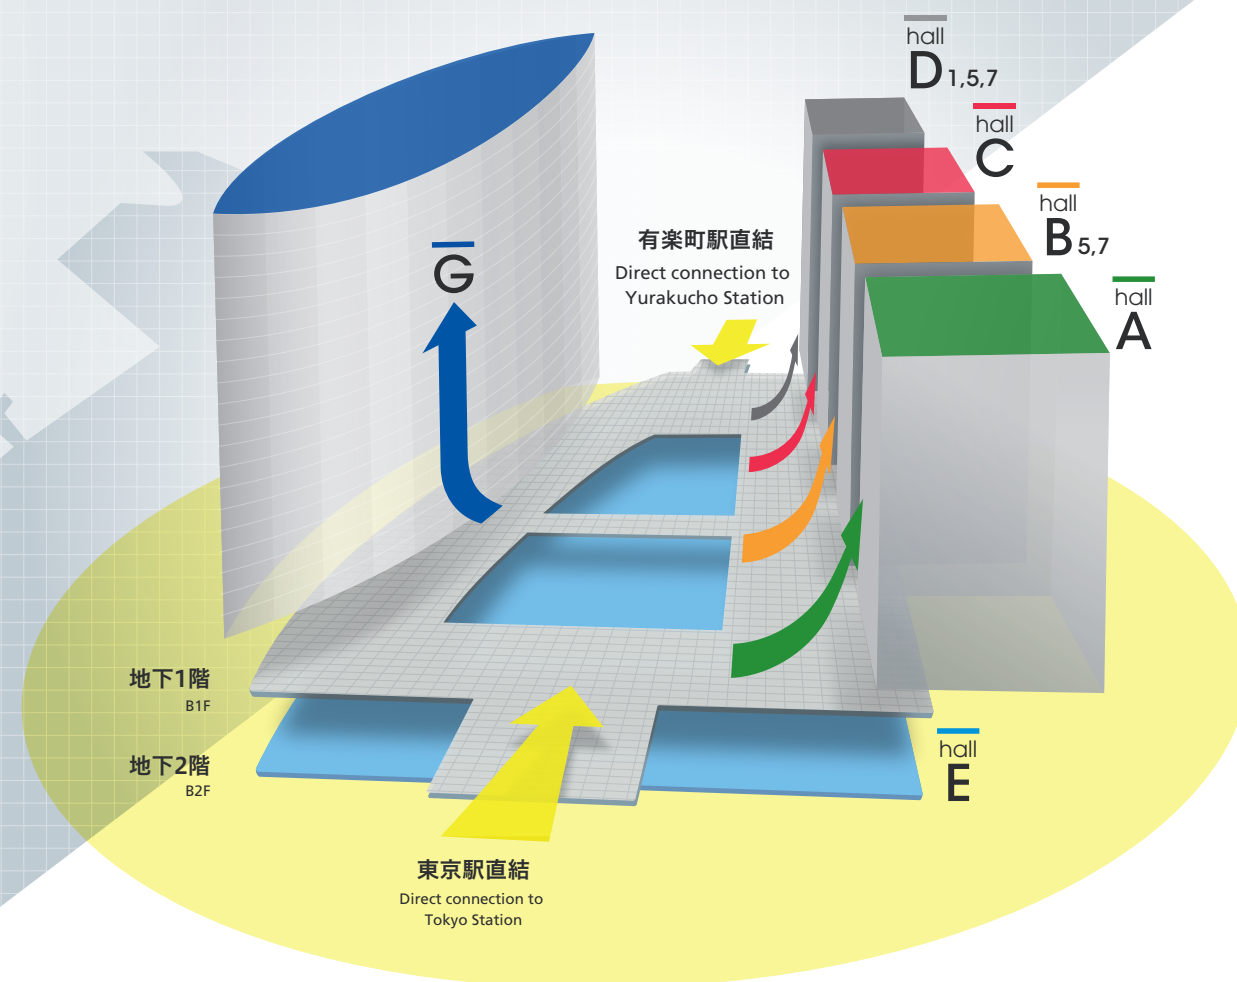 hall
D 1,5,7
hall
C
hall
B 5,7
hall
A
G
有楽町駅直結
Direct connection to
Yurakucho Station
地下1階
B1F
地下2階
B2F
hall
E
東京駅直結
Direct connection to
Tokyo Station